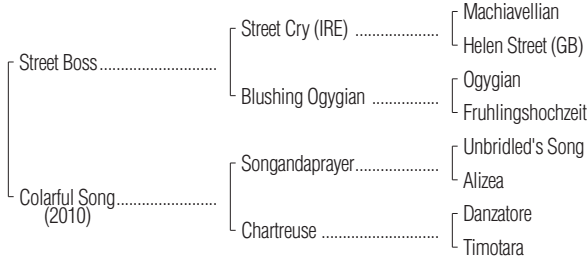 Machiavellian
Street Cry (IRE) ....................
Helen Street (GB)
Street Boss............................
Ogygian
Blushing Ogygian ................
Fruhlingshochzeit
Unbridled's Song
Songandaprayer....................
Alizea
Colarful Song........................
(2010)
Danzatore
Chartreuse ............................
Timotara